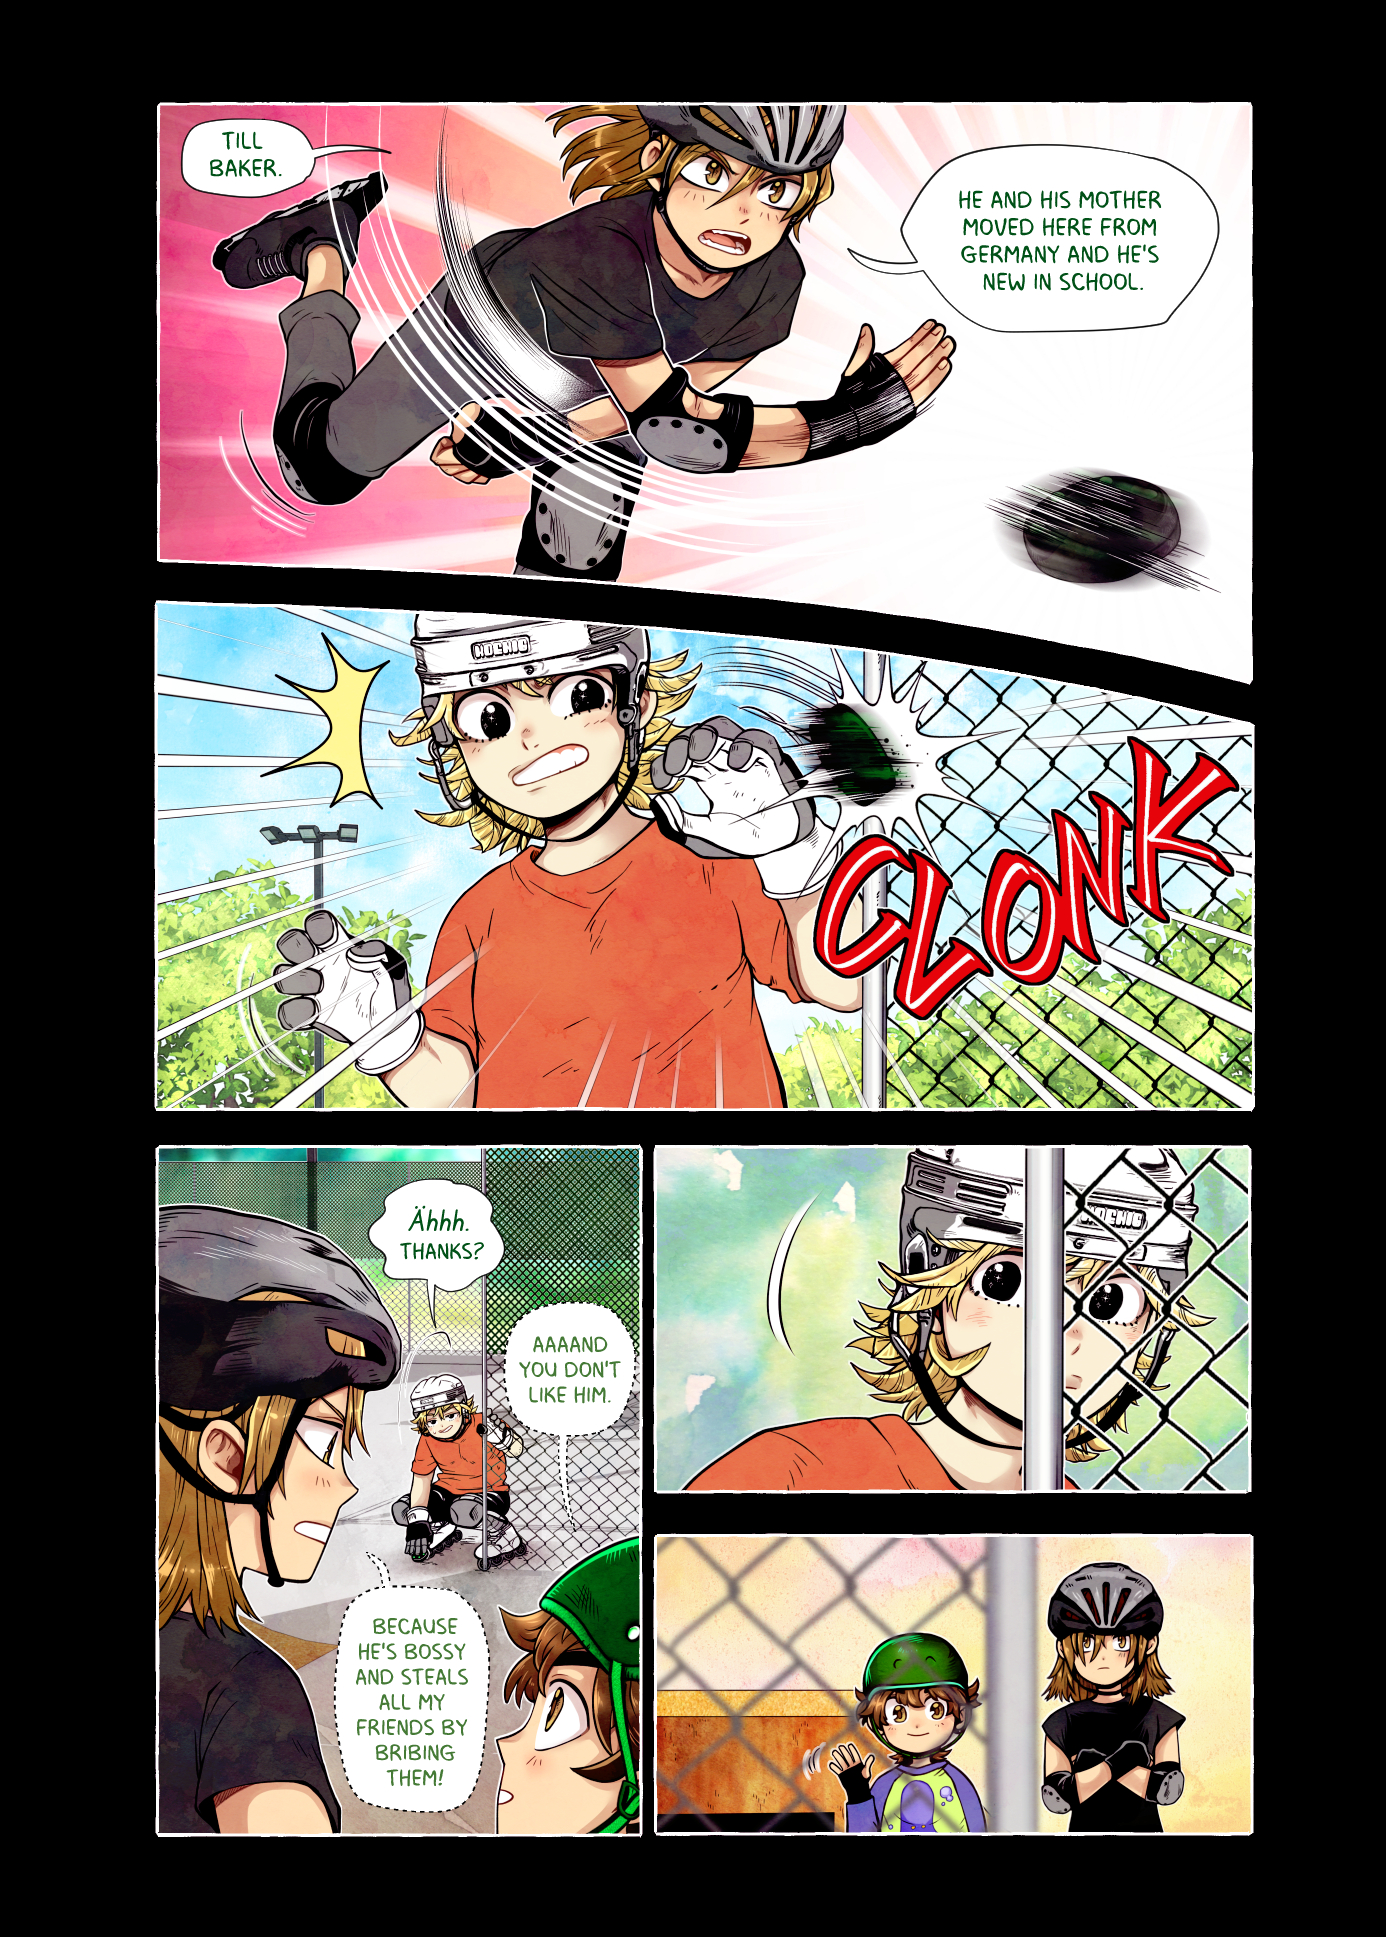 TILL
BAKER.
HE AND HIS MOTHER
MOVED HERE FROM
GERMANY AND HE'S
NEW IN SCHOOL.
HOCHIG
CLONK
Ähhh.
THANKS?
AAAAND
YOU DON'T
LIKE HIM.
BECAUSE
HE'S BOSSY
AND STEALS
ALL MY
FRIENDS BY
BRIBING
THEM!